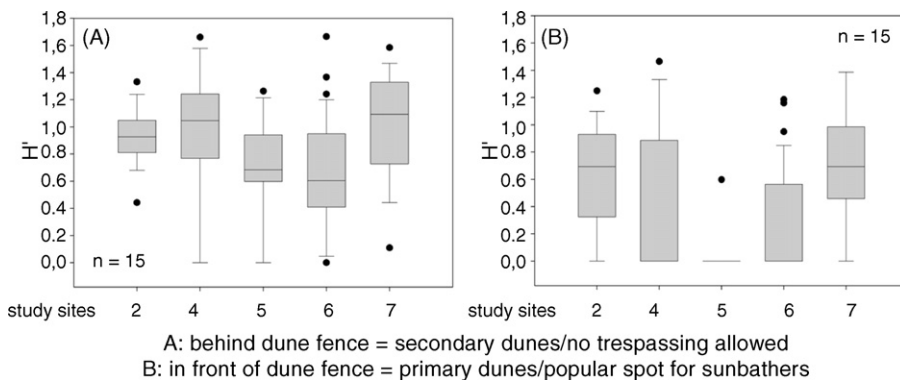 1,8
1,6
1,4
1,2
1,0
0.8
0.6
0.4
0.2
0,0
H'
(A)
n = 15
study sites 2 4 5 6 7
1,8
1,6
1,4
1,2
1,0
0.8
0.6
0.4
0.2
0,0
H'
(B)
n = 15
study sites 2 4 5 6 7
A: behind dune fence = secondary dunes/no trespassing allowed
B: in front of dune fence = primary dunes/popular spot for sunbathers